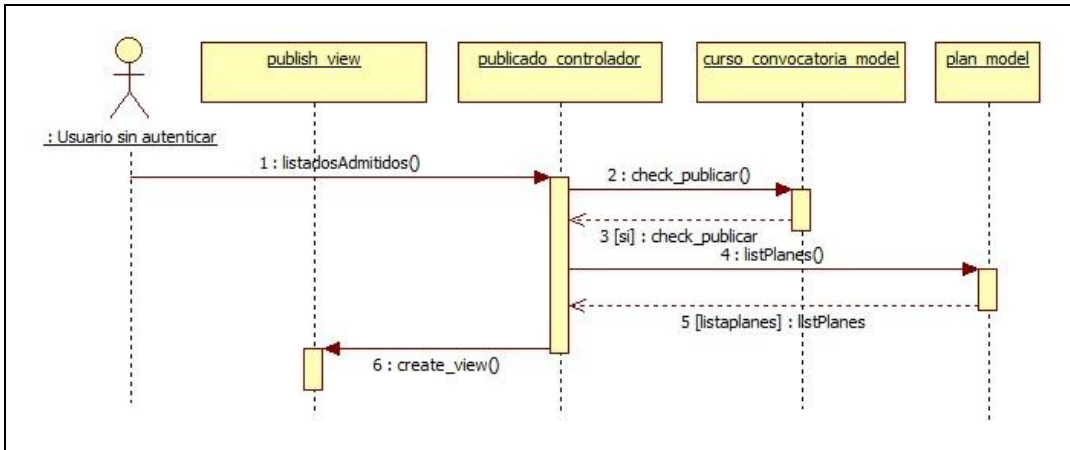 publish_view
publicado_controlador
curso_convocatoria_model
plan_model
: Usuario sin autenticar
1 : listadosAdmitidos()
2 : check_publicar()
3 [si] : check_publicar
4 : listPlanes()
5 [listaplanes] : listPlanes
6 : create_view()